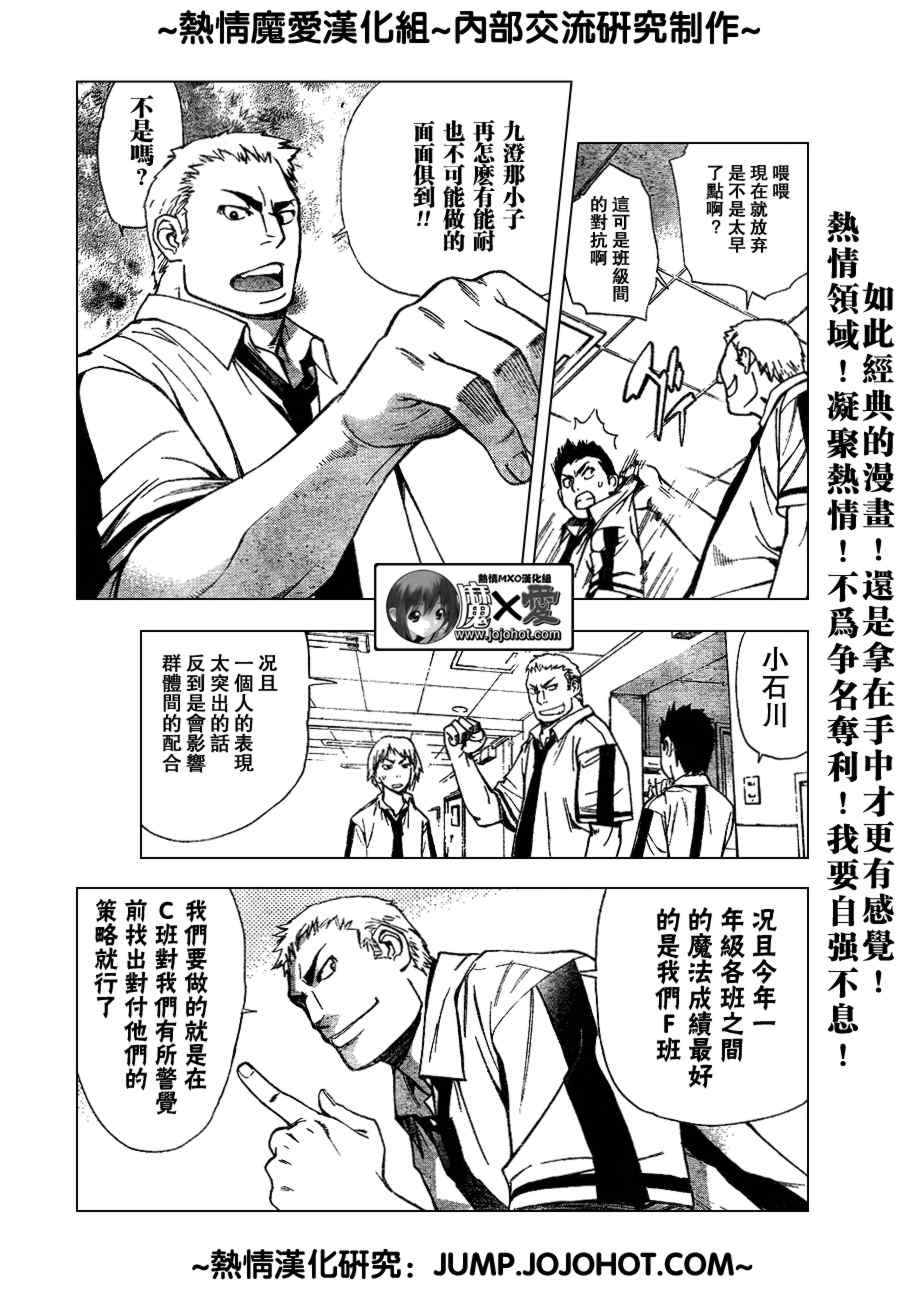 ~熱情魔愛漢化組~內部交流研究制作~
喂喂
現在就放弃
是不是太早
了點啊？
這可是班級間
的對抗啊
九澄那小子
再怎麽有能耐
也不可能做的
面面俱到!!
不是嗎？
熱情MXO漢化組
魔×愛
www.jojohot.com
小石川
况且
一個人的表現
太突出的話
反到是會影響
群體間的配合
况且今年一
年級各班之間
的魔法成績最好
的是我們F班
我們要做的就是在
C班對我們有所警覺
前找出對付他們的
策略就行了
如此經典的漫畫！還是拿在手中才更有感覺！
熱情領域！凝聚熱情！不爲争名奪利！我要自强不息！
~熱情漢化研究：JUMP.JOJOHOT.COM~